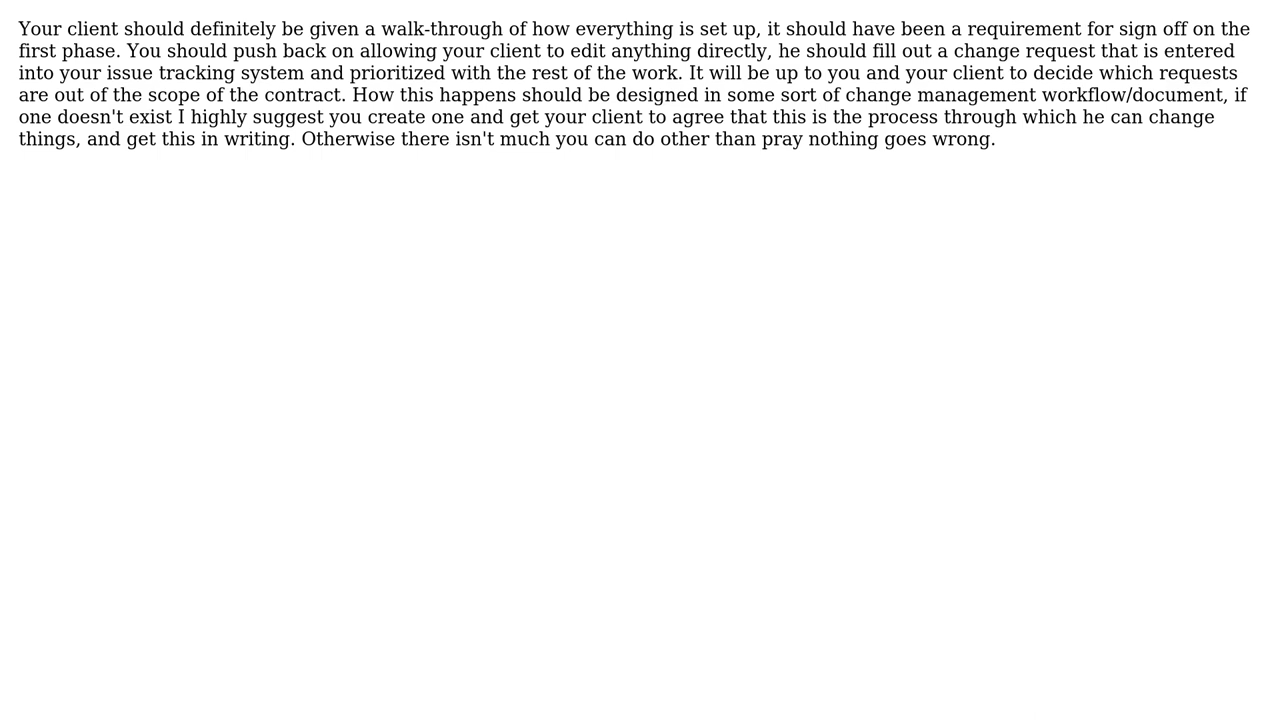 Your client should definitely be given a walk-through of how everything is set up, it should have been a requirement for sign off on the
first phase. You should push back on allowing your client to edit anything directly, he should fill out a change request that is entered
into your issue tracking system and prioritized with the rest of the work. It will be up to you and your client to decide which requests
are out of the scope of the contract. How this happens should be designed in some sort of change management workflow/document, if
one doesn't exist I highly suggest you create one and get your client to agree that this is the process through which he can change
things, and get this in writing. Otherwise there isn't much you can do other than pray nothing goes wrong.